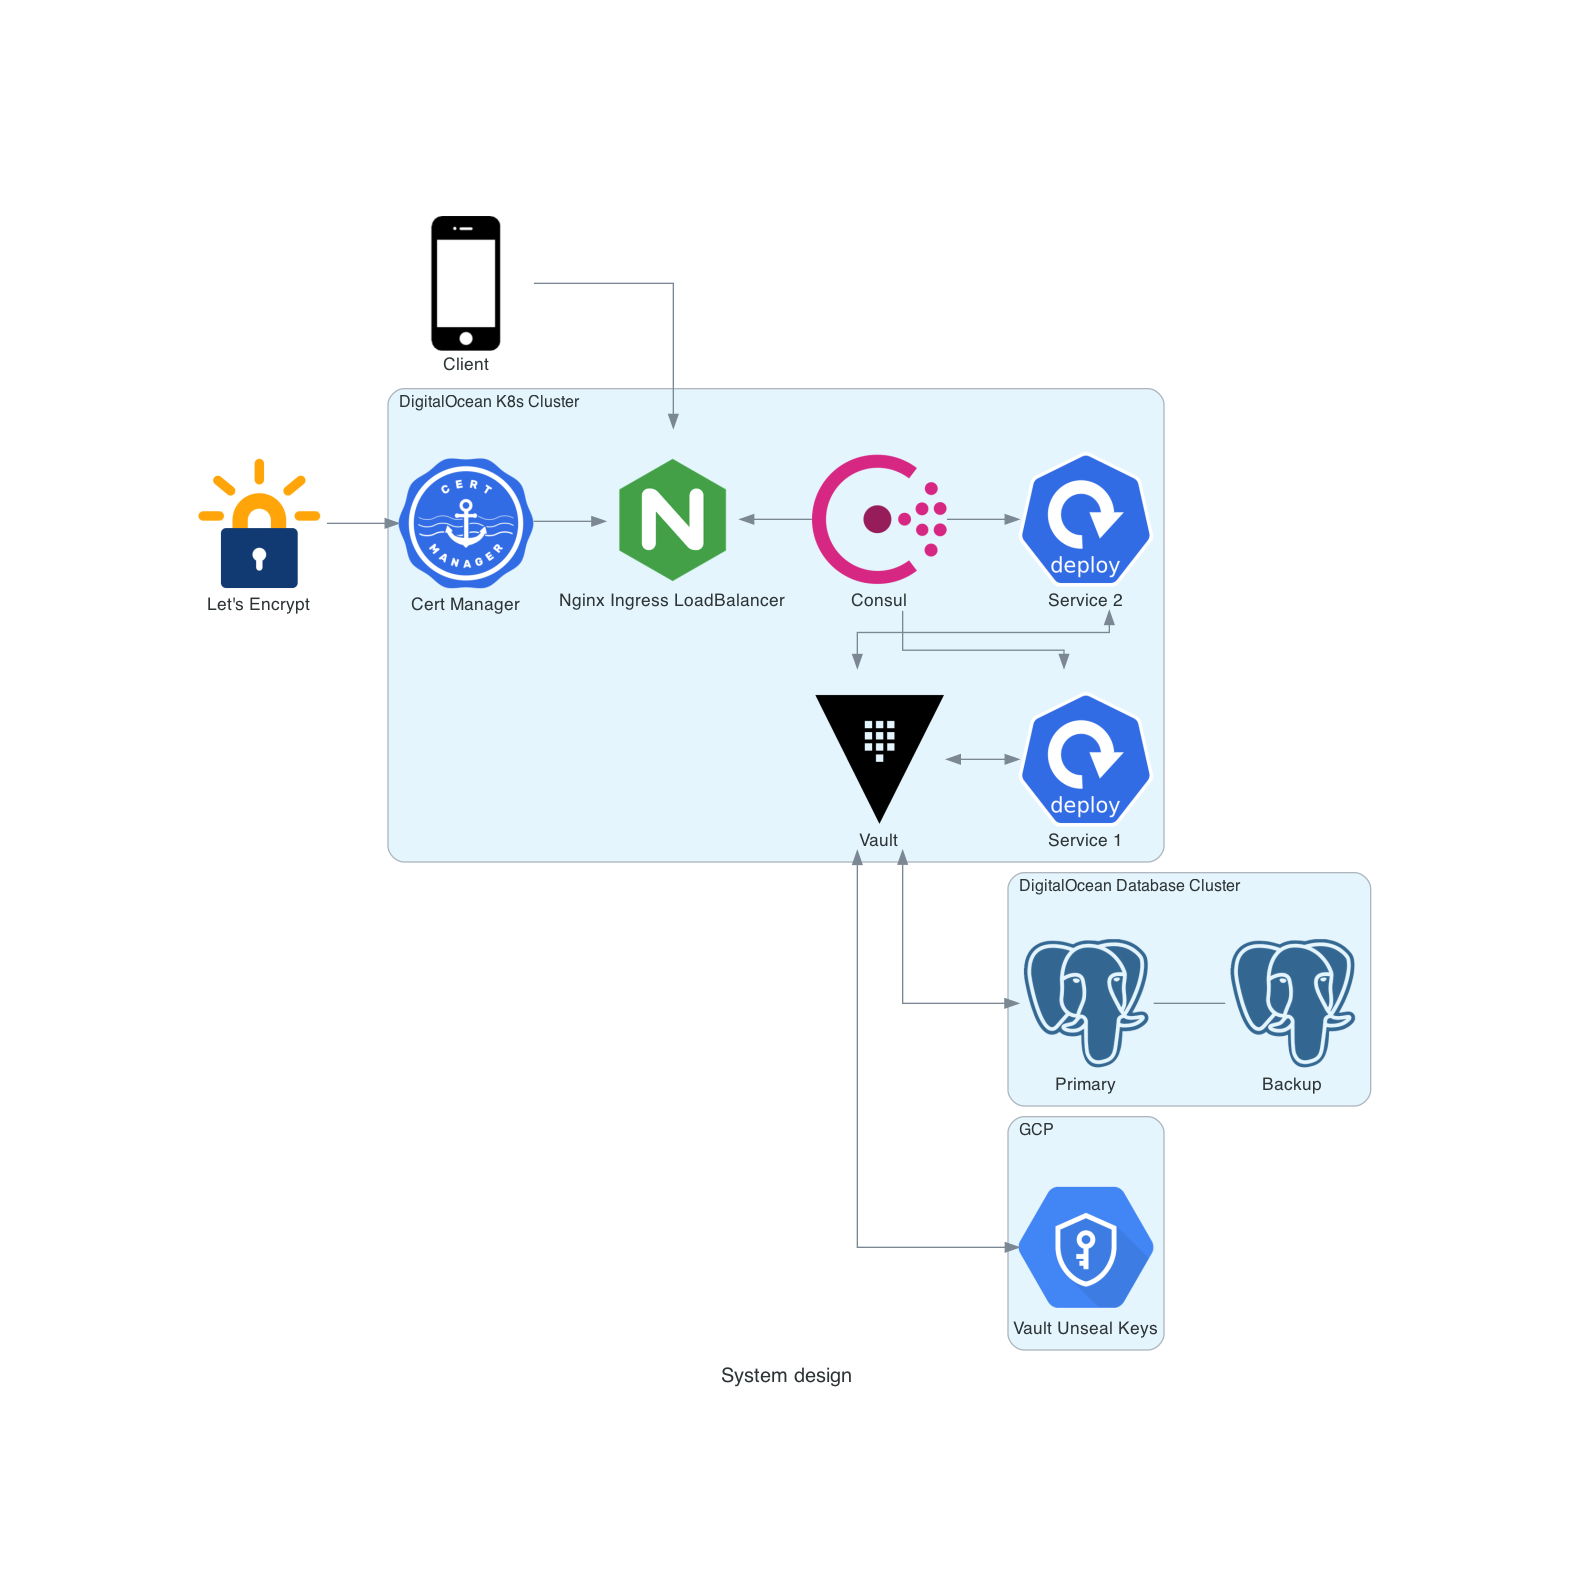 Client
DigitalOcean K8s Cluster
CERT
MANAGER
N
deploy
Let's Encrypt
Cert Manager
Nginx Ingress LoadBalancer
Consul
Service 2
deploy
Vault
Service 1
DigitalOcean Database Cluster
Primary
Backup
GCP
Vault Unseal Keys
System design